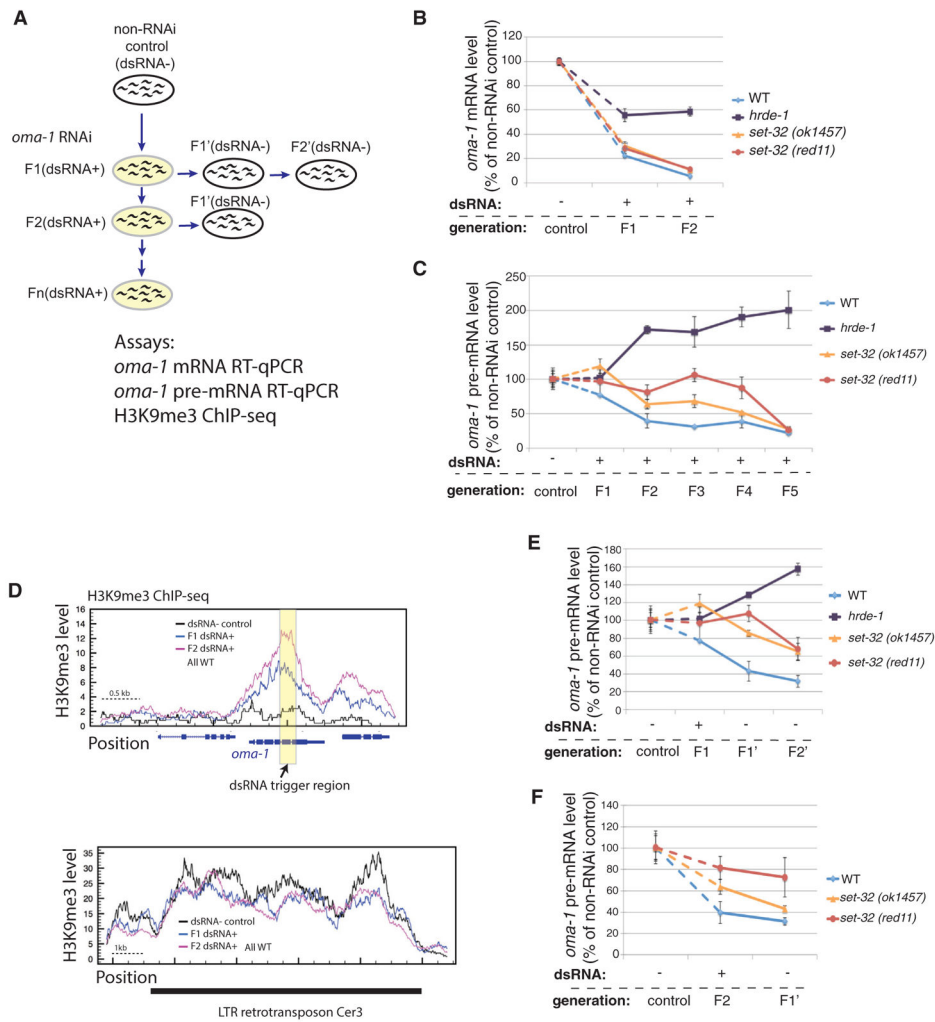 A
non-RNAi
control
(dsRNA-)
oma-1 RNAi
F1'(dsRNA-) F2'(dsRNA-)
F1(dsRNA+)
F1'(dsRNA-)
F2(dsRNA+)
Fn(dsRNA+)
Assays:
oma-1 mRNA RT-qPCR
oma-1 pre-mRNA RT-qPCR
H3K9me3 ChIP-seq
B
oma-1 mRNA level
(% of non-RNAi control)
120
100
80
60
40
20
0
WT
hrde-1
set-32 (ok1457)
set-32 (red11)
dsRNA: - + +
generation: control F1 F2
C
oma-1 pre-mRNA level
(% of non-RNAi control)
250
200
150
100
50
0
WT
hrde-1
set-32 (ok1457)
set-32 (red11)
dsRNA: - + + + + +
generation: control F1 F2 F3 F4 F5
D
H3K9me3 ChIP-seq
H3K9me3 level
16
14
12
10
8
6
4
2
0
dsRNA- control
F1 dsRNA+
F2 dsRNA+
All WT
0.5 kb
Position
oma-1
dsRNA trigger region
H3K9me3 level
35
30
25
20
15
10
5
0
dsRNA- control
F1 dsRNA+
F2 dsRNA+ All WT
1kb
Position
LTR retrotransposon Cer3
E
oma-1 pre-mRNA level
(% of non-RNAi control)
180
160
140
120
100
80
60
40
20
0
WT
hrde-1
set-32 (ok1457)
set-32 (red11)
dsRNA: - + - -
generation: control F1 F1' F2'
F
oma-1 pre-mRNA level
(% of non-RNAi control)
140
120
100
80
60
40
20
0
WT
set-32 (ok1457)
set-32 (red11)
dsRNA: - + -
generation: control F2 F1'